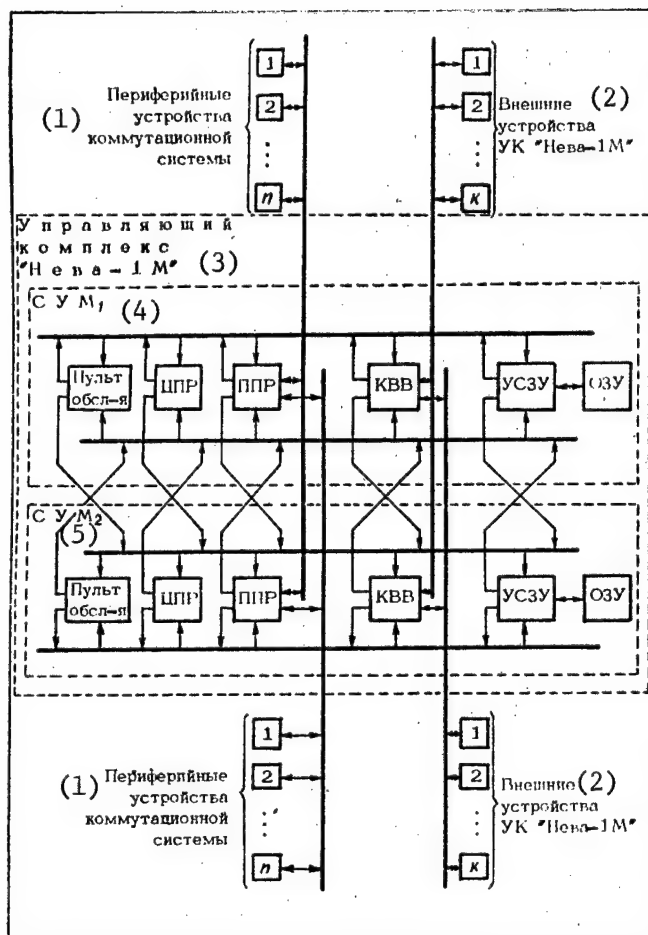 1
1
(1) Периферийные
устройства
коммутационной
системы
2
n
2
Внешние (2)
устройства
УК "Нева-1М"
к
Управляющий
комплекс
"Нева-1М" (3)
СУМ₁ (4)
Пульт
обсл-я
ЦПР
ППР
КВВ
УСЗУ
ОЗУ
СУМ₂
(5)
Пульт
обсл-я
ЦПР
ППР
КВВ
УСЗУ
ОЗУ
1
1
(1) Периферийные
устройства
коммутационной
системы
2
n
2
Внешние (2)
устройства
УК "Нева-1М"
к